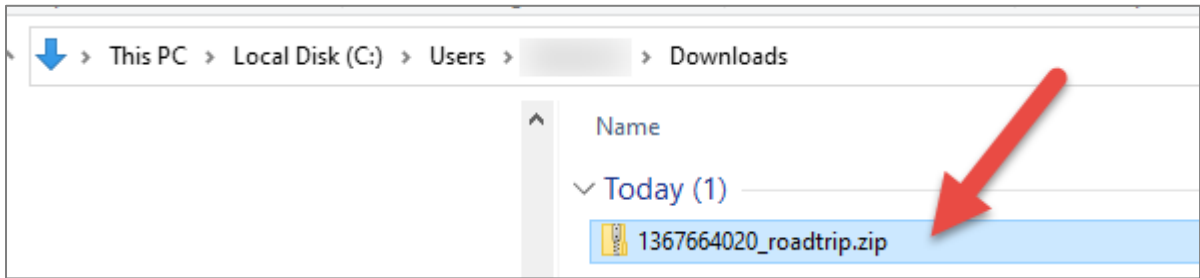 This PC > Local Disk (C:) > Users > > Downloads
Name
Today (1)
1367664020_roadtrip.zip